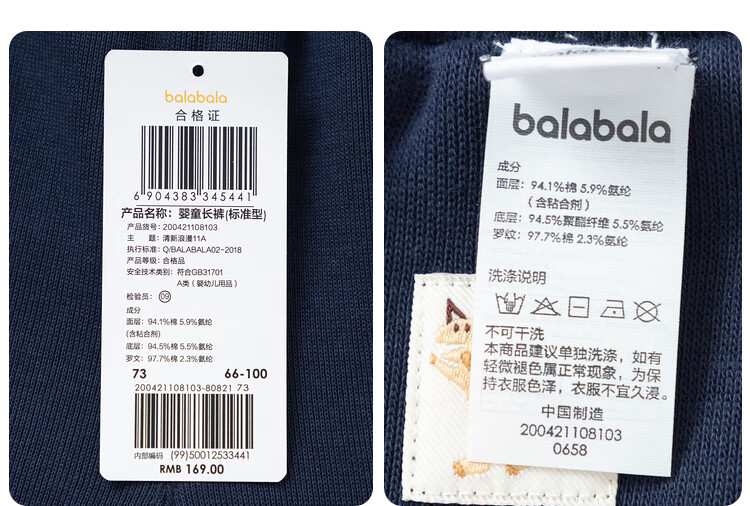 balabala
合格证
6 904383 345441
产品名称：婴童长裤(标准型)
产品货号：200421108103
主　题：清新浪漫11A
执行标准：Q/BALABALA02-2018
产品等级：合格品
安全技术类别：符合GB31701
A类（婴幼儿用品）
检验员：09
成分
面层：94.1%棉 5.9%氨纶
(含粘合剂)
底层：94.5%棉 5.5%氨纶
罗纹：97.7%棉 2.3%氨纶
73 66-100
200421108103-80821 73
内部编码 (99)50012533441
RMB 169.00
balabala
成分
面层：94.1%棉 5.9%氨纶
（含粘合剂）
底层：94.5%聚酯纤维 5.5%氨纶
罗纹：97.7%棉 2.3%氨纶
洗涤说明
不可干洗
本商品建议单独洗涤，如有
轻微褪色属正常现象，为保
持衣服色泽，衣服不宜久浸。
中国制造
200421108103
0658